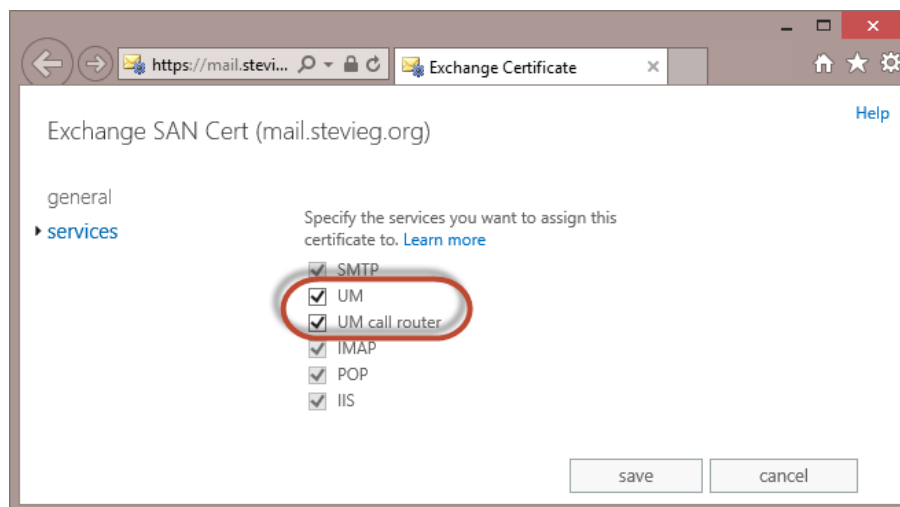 https://mail.stevi...
Exchange Certificate
Help
Exchange SAN Cert (mail.stevieg.org)
general
services
Specify the services you want to assign this
certificate to. Learn more
SMTP
UM
UM call router
IMAP
POP
IIS
save
cancel